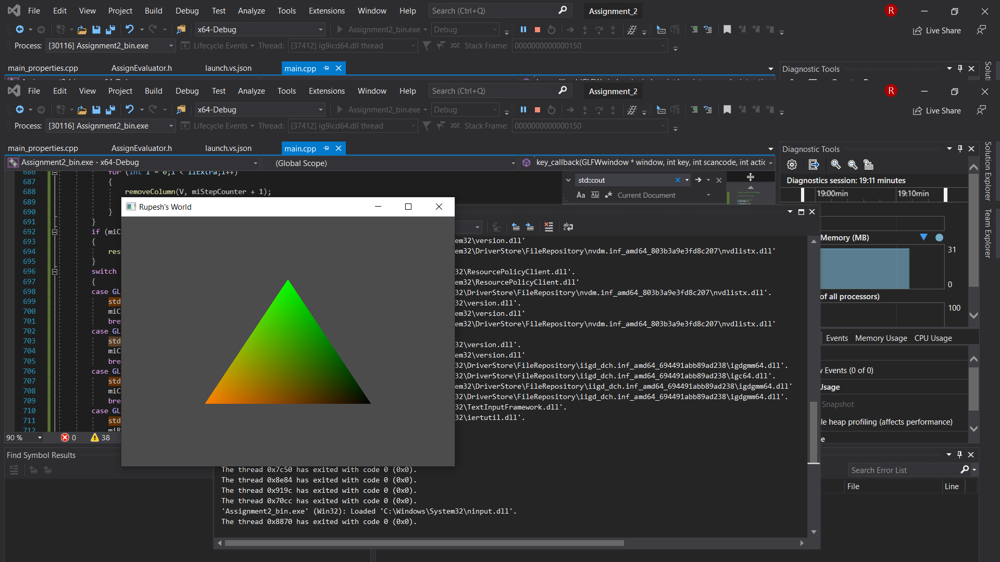 File Edit View Project Build Debug Test Analyze Tools Extensions Window Help Search (Ctrl+Q) Assignment_2 R
x64-Debug Assignment2_bin.exe Debug Live Share
Process: [30116] Assignment2_bin.exe Lifecycle Events Thread: [37412] ig9icd64.dll thread Stack Frame: 0000000000000150
main_properties.cpp AssignEvaluator.h launch.vs.json main.cpp Diagnostic Tools
File Edit View Project Build Debug Test Analyze Tools Extensions Window Help Search (Ctrl+Q) Assignment_2 R
x64-Debug Assignment2_bin.exe Debug Live Share
Process: [30116] Assignment2_bin.exe Lifecycle Events Thread: [37412] ig9icd64.dll thread Stack Frame: 0000000000000150
main_properties.cpp AssignEvaluator.h launch.vs.json main.cpp Diagnostic Tools
Assignment2_bin.exe - x64-Debug (Global Scope) key_callback(GLFWwindow * window, int key, int scancode, int actic
Solution Explorer
Team Explorer
686
687 {
688 removeColumn(V, miStepCounter + 1);
689
690 }
691 }
692 if (miC
693 {
694 res
695 }
696 switch
697 {
698 case GL
699 std
700 miC
701 bre
702 case GL
703 std
704 miC
705 bre
706 case GL
707 std
708 miC
709 bre
710 case GL
711 std
712 miR
std::cout
Aa Current Document
Diagnostics session: 19:11 minutes
19:00min 19:10min
Memory (MB)
31
0
of all processors)
100
Events Memory Usage CPU Usage
Events (0 of 0)
Jsage
Snapshot
le heap profiling (affects performance)
e
Rupesh's World
em32\version.dll'
em32\DriverStore\FileRepository\nvdm.inf_amd64_803b3a9e3fd8c207\nvdlistx.dll'
32\ResourcePolicyClient.dll'.
em32\ResourcePolicyClient.dll'
32\DriverStore\FileRepository\nvdm.inf_amd64_803b3a9e3fd8c207\nvdlistx.dll'.
32\version.dll'.
em32\version.dll'
em32\DriverStore\FileRepository\nvdm.inf_amd64_803b3a9e3fd8c207\nvdlistx.dll'
32\version.dll'.
em32\version.dll'
32\DriverStore\FileRepository\iigd_dch.inf_amd64_694491abb89ad238\igdgmm64.dll'.
32\DriverStore\FileRepository\iigd_dch.inf_amd64_694491abb89ad238\igc64.dll'.
em32\DriverStore\FileRepository\iigd_dch.inf_amd64_694491abb89ad238\igdgmm64.dll'
32\DriverStore\FileRepository\iigd_dch.inf_amd64_694491abb89ad238\igdgmm64.dll'.
32\TextInputFramework.dll'.
32\iertutil.dll'.
The thread 0x7c50 has exited with code 0 (0x0).
The thread 0x8e84 has exited with code 0 (0x0).
The thread 0x919c has exited with code 0 (0x0).
The thread 0x70cc has exited with code 0 (0x0).
'Assignment2_bin.exe' (Win32): Loaded 'C:\Windows\System32\ninput.dll'.
The thread 0x8870 has exited with code 0 (0x0).
90 % 0 38
Find Symbol Results
Search Error List
File Line